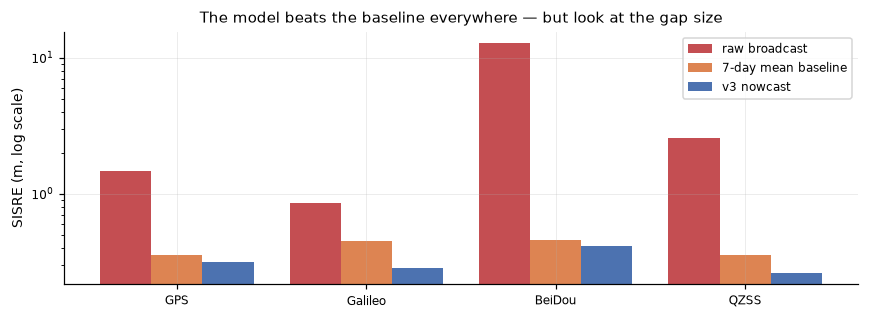 The model beats the baseline everywhere — but look at the gap size
SISRE (m, log scale)
10¹
10⁰
raw broadcast
7-day mean baseline
v3 nowcast
GPS
Galileo
BeiDou
QZSS